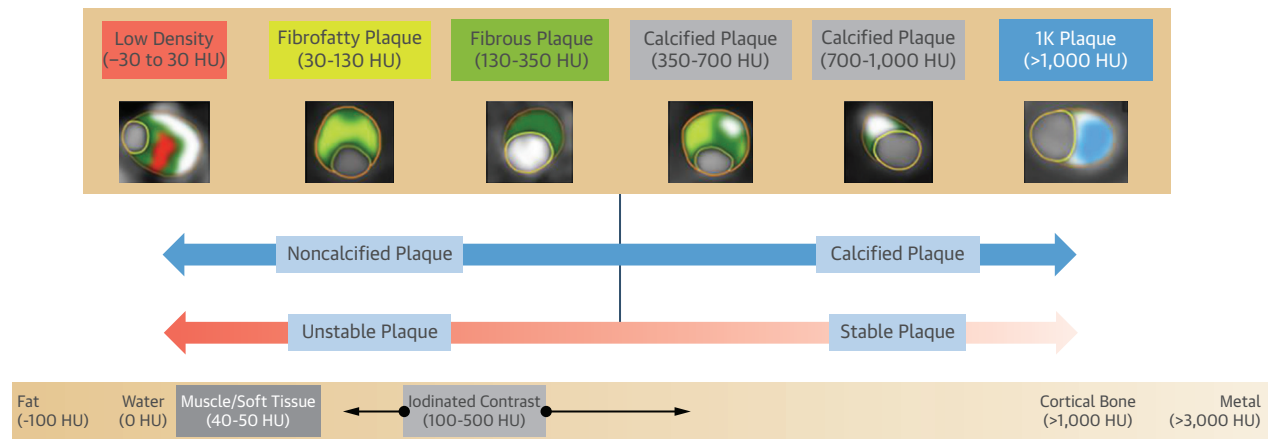 Low Density
(–30 to 30 HU)
Fibrofatty Plaque
(30-130 HU)
Fibrous Plaque
(130-350 HU)
Calcified Plaque
(350-700 HU)
Calcified Plaque
(700-1,000 HU)
1K Plaque
(>1,000 HU)
Noncalcified Plaque
Calcified Plaque
Unstable Plaque
Stable Plaque
Fat
(-100 HU)
Water
(0 HU)
Muscle/Soft Tissue
(40-50 HU)
Iodinated Contrast
(100-500 HU)
Cortical Bone
(>1,000 HU)
Metal
(>3,000 HU)